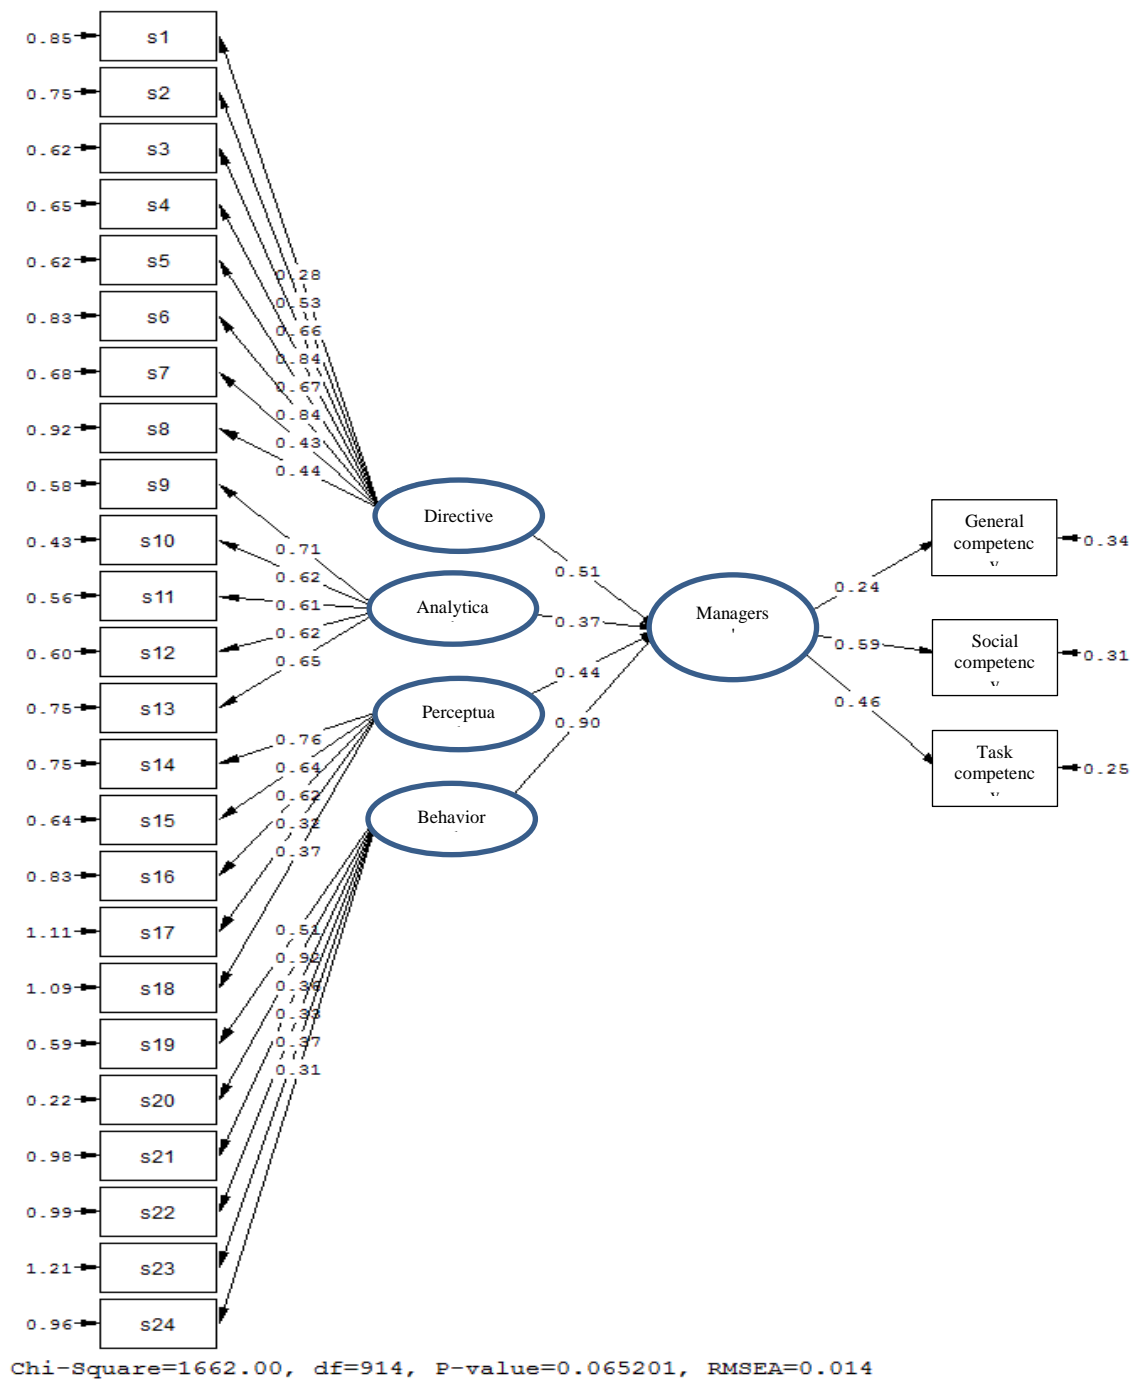 0.85 s1
0.75 s2
0.62 s3
0.65 s4
0.62 s5
0.83 s6
0.68 s7
0.92 s8
0.58 s9
0.43 s10
0.56 s11
0.60 s12
0.75 s13
0.75 s14
0.64 s15
0.83 s16
1.11 s17
1.09 s18
0.59 s19
0.22 s20
0.98 s21
0.99 s22
1.21 s23
0.96 s24
0.28
0.53
0.66
0.84
0.67
0.84
0.43
0.44
0.71
0.62
0.61
0.62
0.65
0.76
0.64
0.62
0.32
0.37
0.51
0.92
0.36
0.33
0.37
0.31
Directive
Analytica
Perceptua
Behavior
0.51
0.37
0.44
0.90
Managers
'
0.24
0.59
0.46
General
competenc
y
0.34
Social
competenc
y
0.31
Task
competenc
y
0.25
Chi-Square=1662.00, df=914, P-value=0.065201, RMSEA=0.014